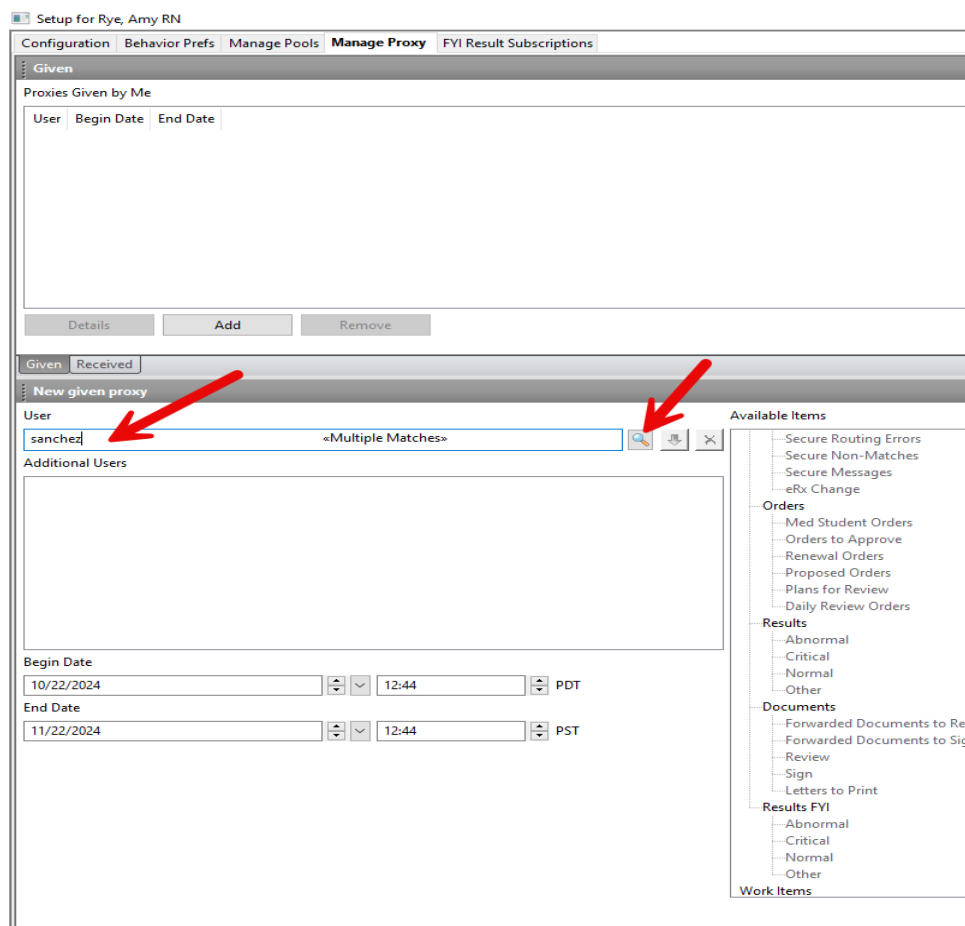 Setup for Rye, Amy RN
Configuration Behavior Prefs Manage Pools Manage Proxy FYI Result Subscriptions
Given
Proxies Given by Me
User Begin Date End Date
Details Add Remove
Given Received
New given proxy
User
sanchez «Multiple Matches»
Additional Users
Begin Date
10/22/2024 12:44 PDT
End Date
11/22/2024 12:44 PST
Available Items
Secure Routing Errors
Secure Non-Matches
Secure Messages
eRx Change
Orders
Med Student Orders
Orders to Approve
Renewal Orders
Proposed Orders
Plans for Review
Daily Review Orders
Results
Abnormal
Critical
Normal
Other
Documents
Forwarded Documents to Re
Forwarded Documents to Sig
Review
Sign
Letters to Print
Results FYI
Abnormal
Critical
Normal
Other
Work Items